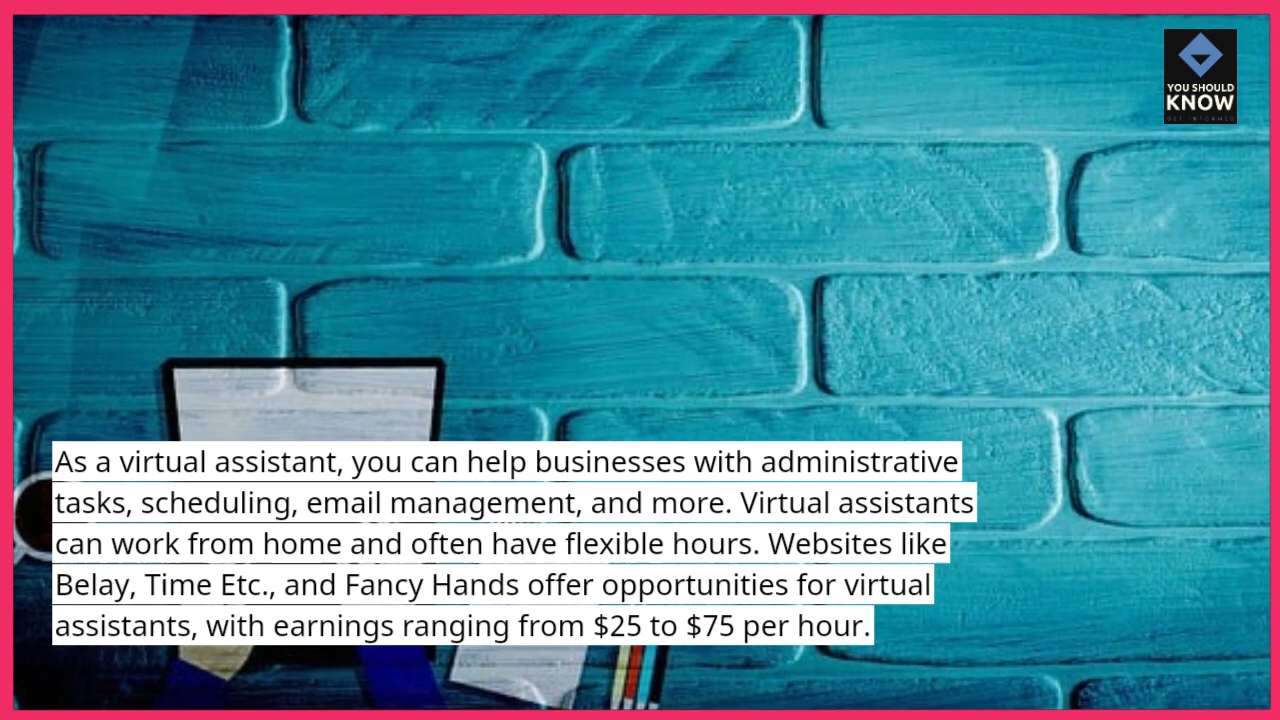 YOU SHOULD
KNOW
GET INFORMED
As a virtual assistant, you can help businesses with administrative
tasks, scheduling, email management, and more. Virtual assistants
can work from home and often have flexible hours. Websites like
Belay, Time Etc., and Fancy Hands offer opportunities for virtual
assistants, with earnings ranging from $25 to $75 per hour.